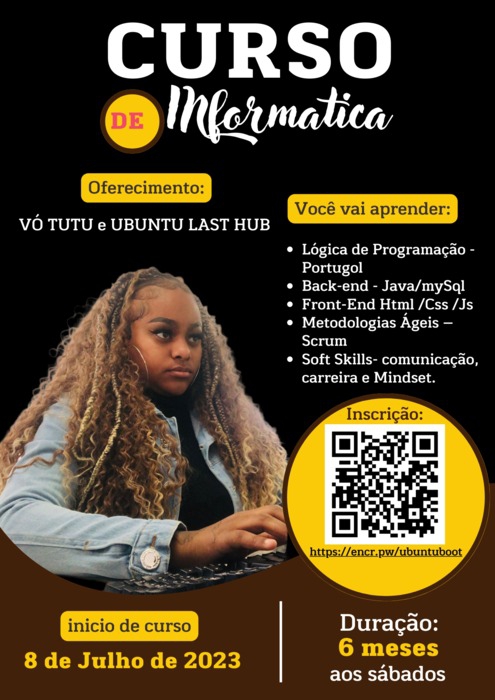 CURSO
DE
INformatica
Oferecimento:
VÓ TUTU e UBUNTU LAST HUB
Você vai aprender:
• Lógica de Programação -
Portugol
• Back-end - Java/mySql
• Front-End Html /Css /Js
• Metodologias Ágeis –
Scrum
• Soft Skills- comunicação,
carreira e Mindset.
Inscrição:
https://encr.pw/ubuntuboot
inicio de curso
8 de Julho de 2023
Duração:
6 meses
aos sábados